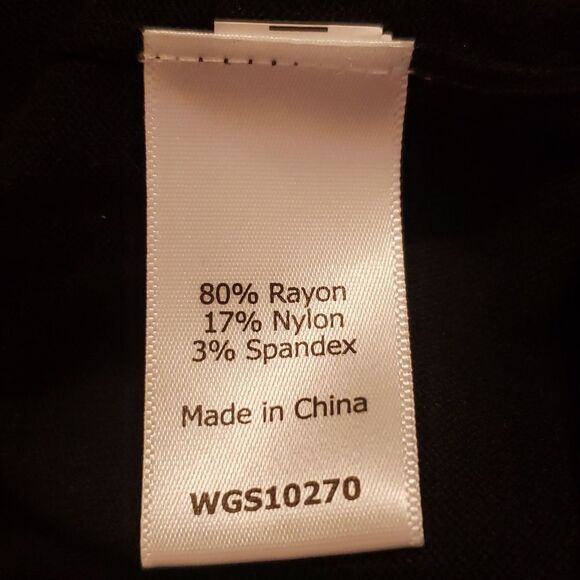 80% Rayon
17% Nylon
3% Spandex
Made in China
WGS10270